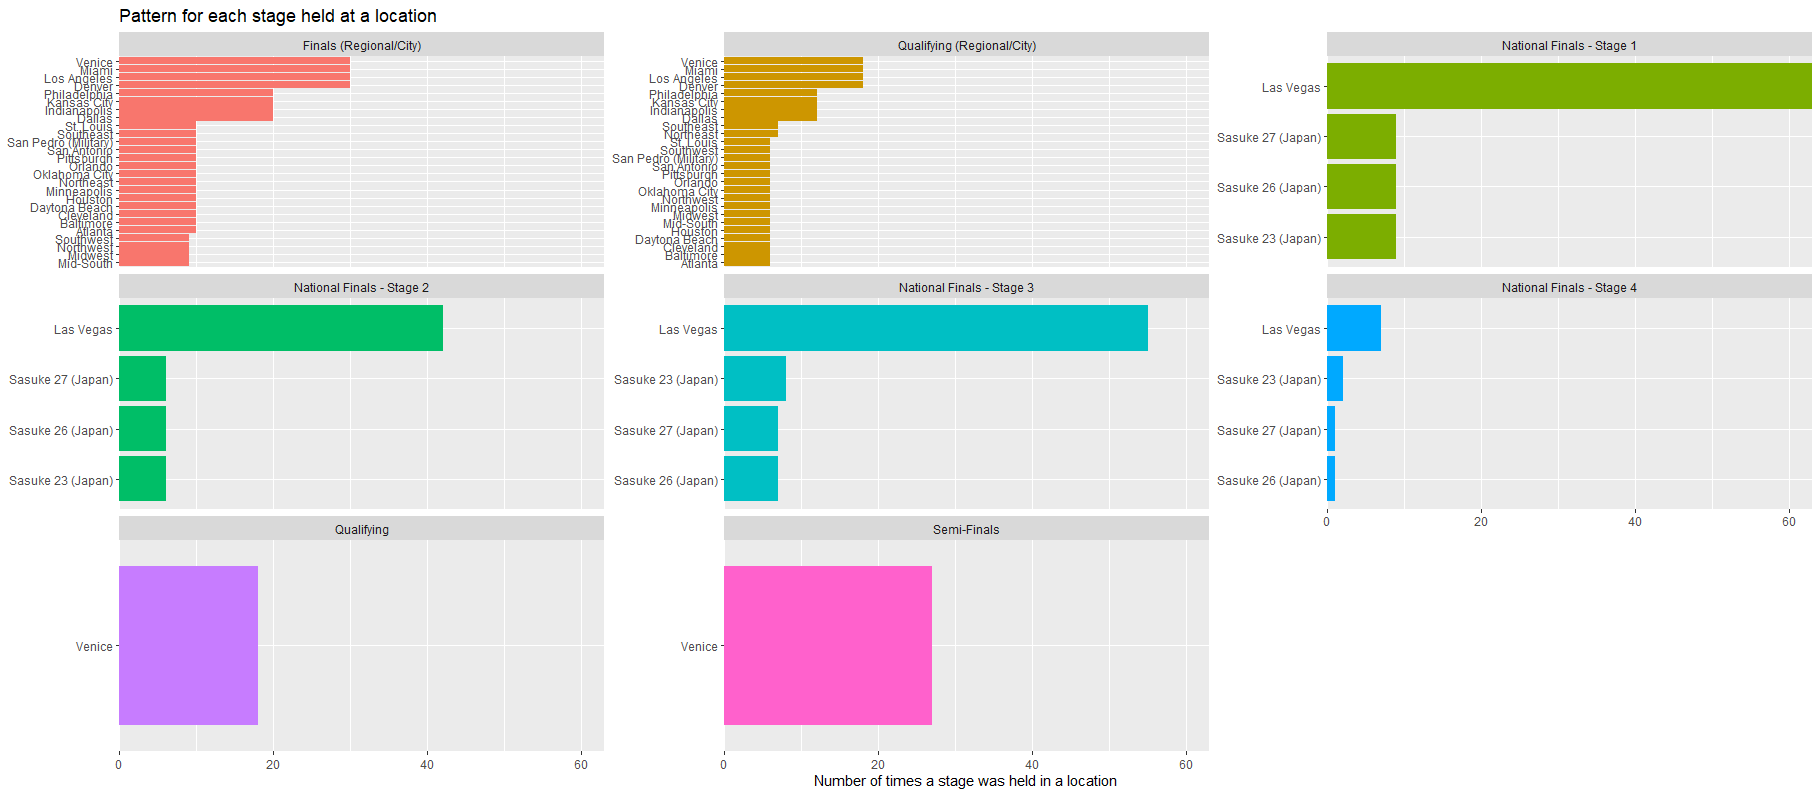 Pattern for each stage held at a location
Finals (Regional/City)
Venice
Miami
Los Angeles
Denver
Philadelphia
Kansas City
Indianapolis
Dallas
St. Louis
Southeast
San Pedro (Military)
San Antonio
Pittsburgh
Orlando
Oklahoma City
Northeast
Minneapolis
Houston
Daytona Beach
Cleveland
Baltimore
Atlanta
Southwest
Northwest
Midwest
Mid-South
Qualifying (Regional/City)
Venice
Miami
Los Angeles
Denver
Philadelphia
Kansas City
Indianapolis
Dallas
Southeast
Northeast
St. Louis
Southwest
San Pedro (Military)
San Antonio
Pittsburgh
Orlando
Oklahoma City
Northwest
Minneapolis
Midwest
Mid-South
Houston
Daytona Beach
Cleveland
Baltimore
Atlanta
National Finals - Stage 1
Las Vegas
Sasuke 27 (Japan)
Sasuke 26 (Japan)
Sasuke 23 (Japan)
National Finals - Stage 2
Las Vegas
Sasuke 27 (Japan)
Sasuke 26 (Japan)
Sasuke 23 (Japan)
National Finals - Stage 3
Las Vegas
Sasuke 23 (Japan)
Sasuke 27 (Japan)
Sasuke 26 (Japan)
National Finals - Stage 4
Las Vegas
Sasuke 23 (Japan)
Sasuke 27 (Japan)
Sasuke 26 (Japan)
0 20 40 60
Qualifying
Venice
0 20 40 60
Semi-Finals
Venice
0 20 40 60
Number of times a stage was held in a location